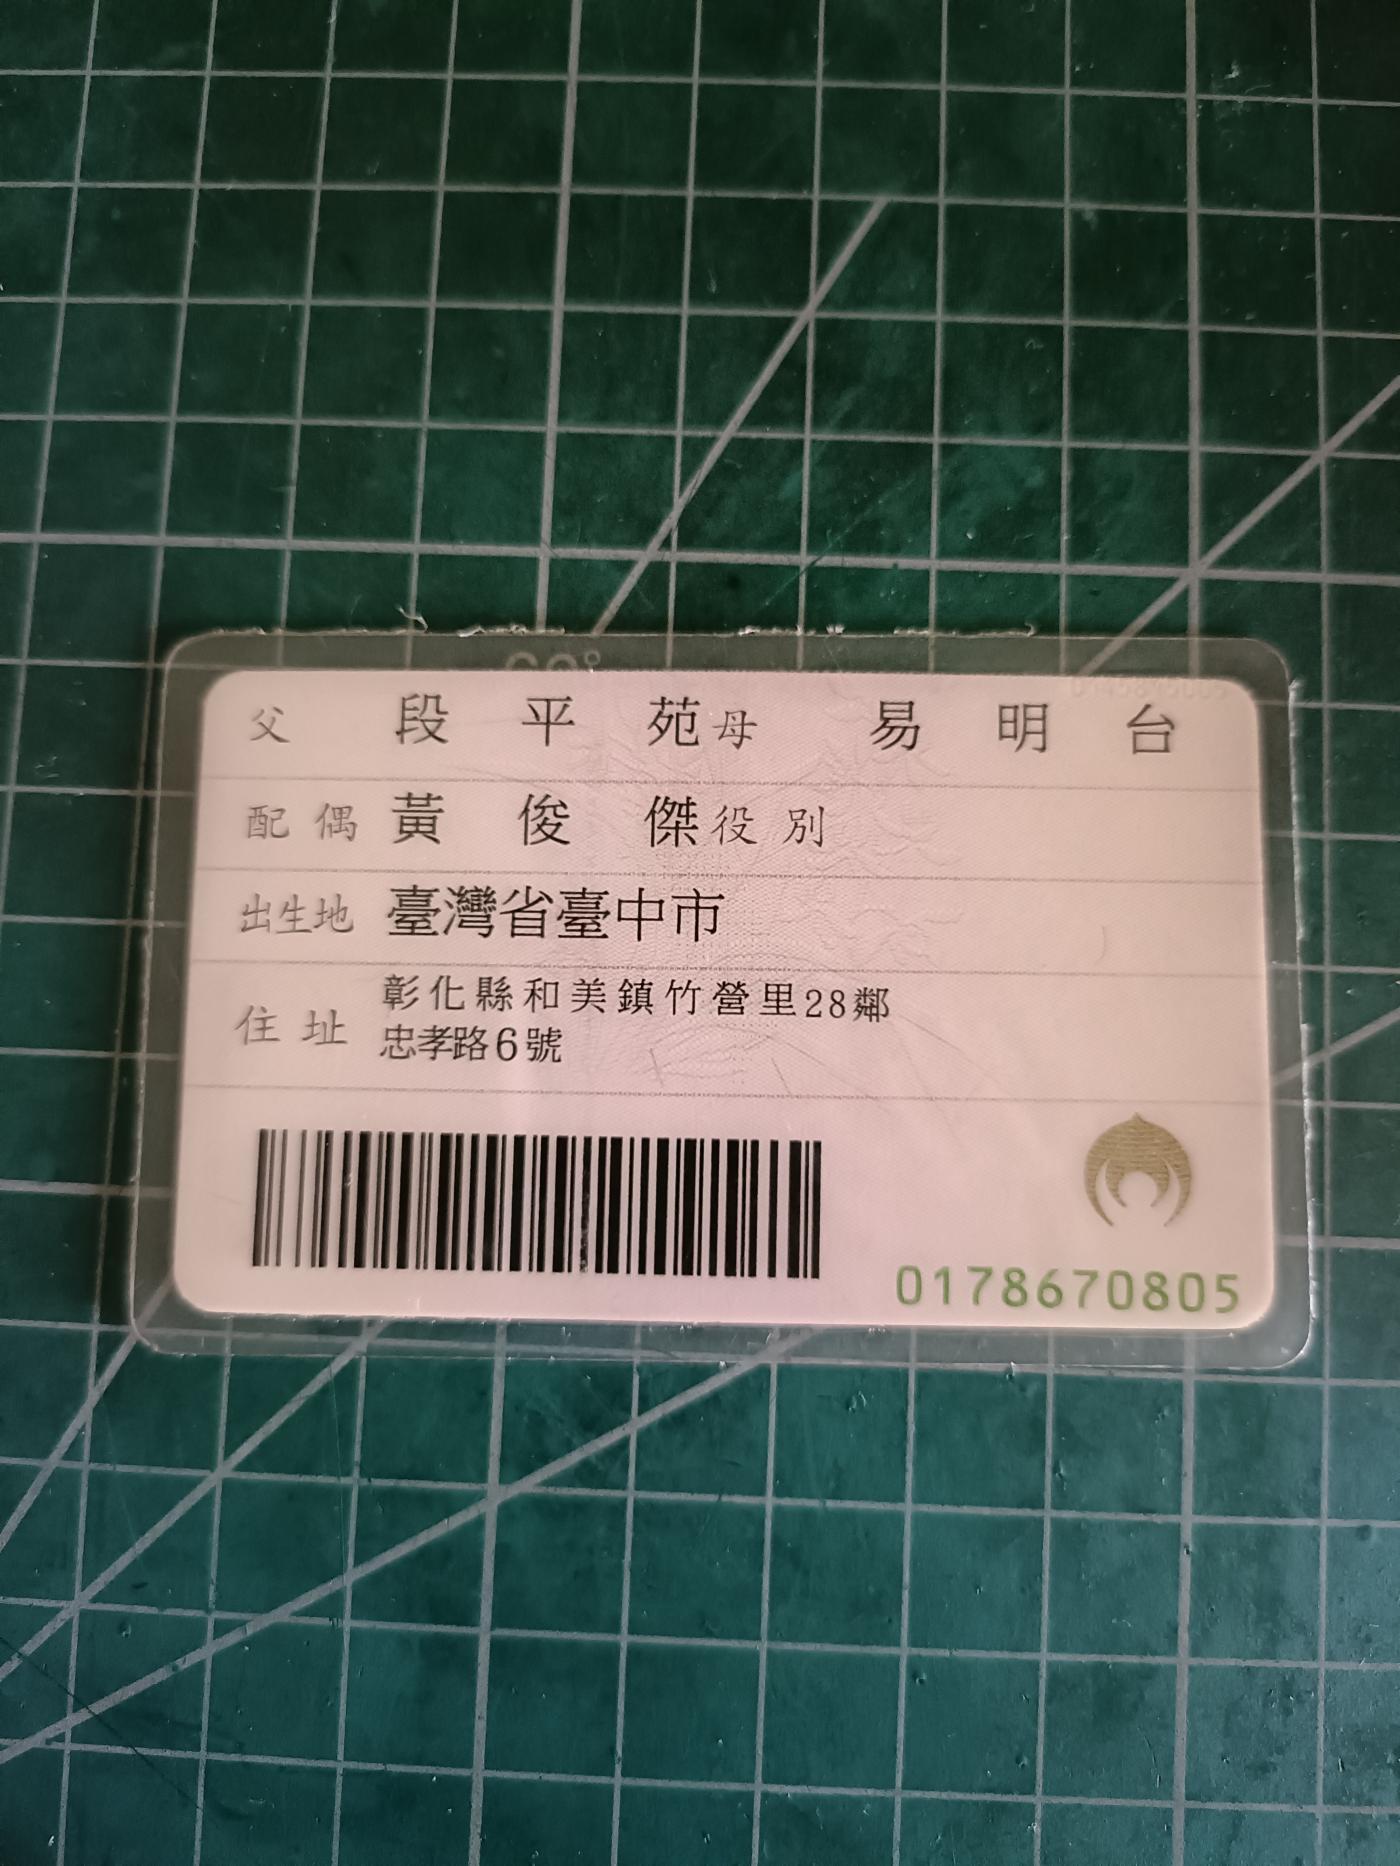 父 段平苑 母 易明台
配偶 黃俊傑 役別
出生地 臺灣省臺中市
住址 彰化縣和美鎮竹營里28鄰
忠孝路6號
0178670805